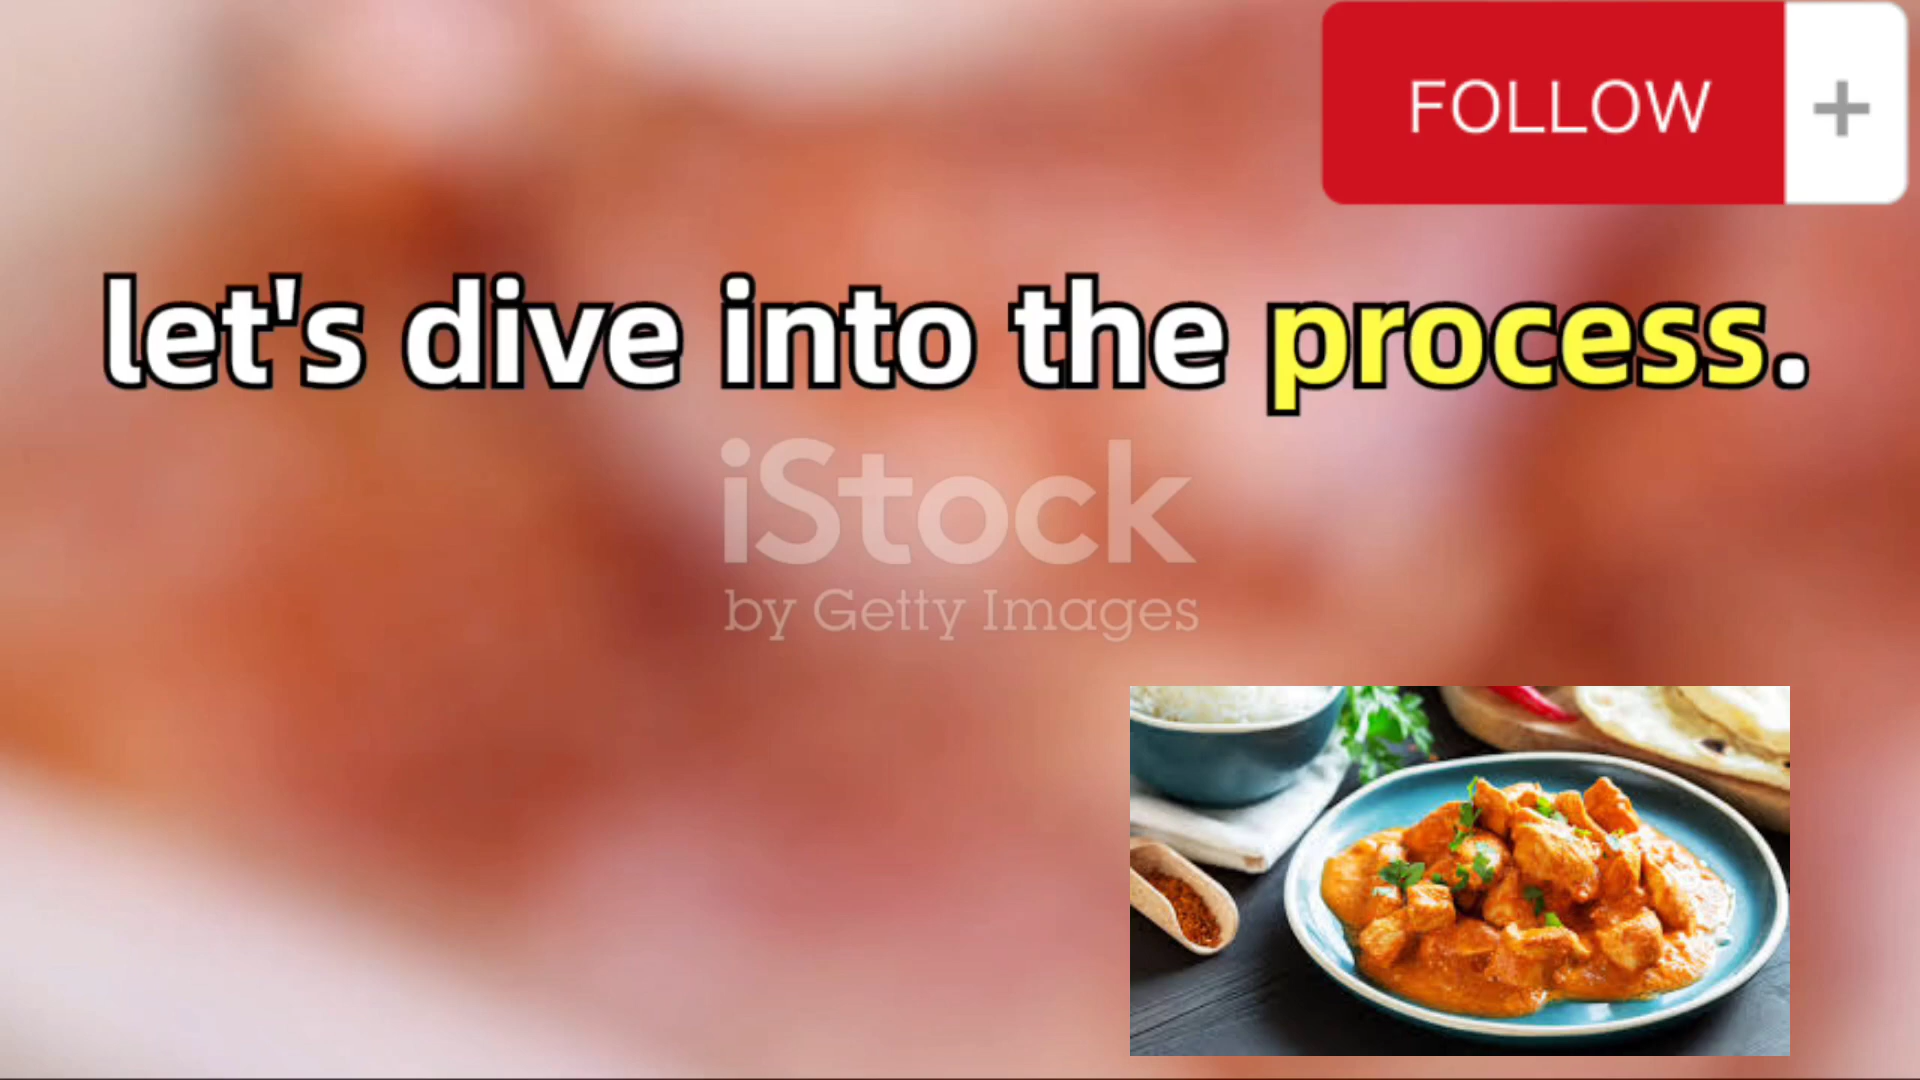 FOLLOW +
let's dive into the process.
iStock
by Getty Images